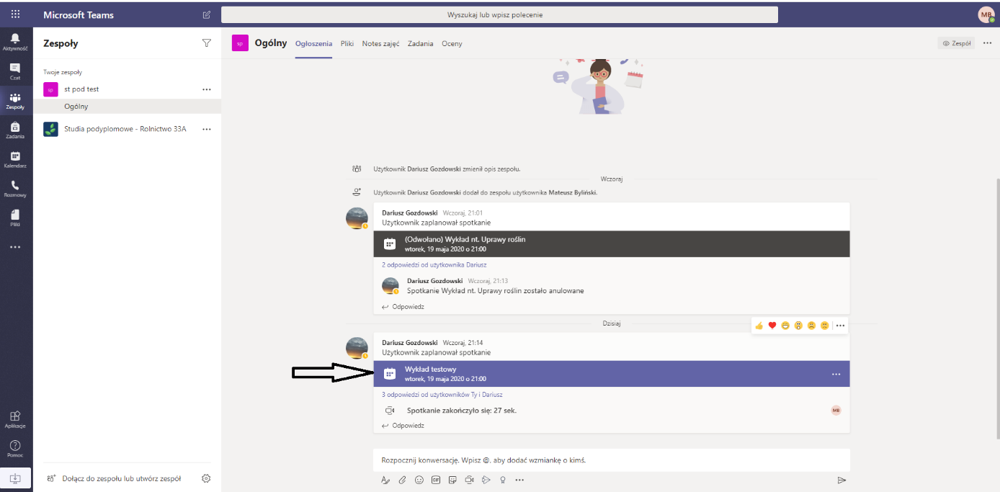 Microsoft Teams
Wyszukaj lub wpisz polecenie
MB
Aktywność
Czat
Zespoły
Zadania
Kalendarz
Rozmowy
Pliki
Aplikacje
Pomoc
Zespoły
Twoje zespoły
sp st pod test
Ogólny
Studia podyplomowe - Rolnictwo 33A
Dołącz do zespołu lub utwórz zespół
sp Ogólny Ogłoszenia Pliki Notes zajęć Zadania Oceny
Zespół
Użytkownik Dariusz Gozdowski zmienił opis zespołu.
Wczoraj
Użytkownik Dariusz Gozdowski dodał do zespołu użytkownika Mateusz Byliński.
Dariusz Gozdowski Wczoraj, 21:01
Użytkownik zaplanował spotkanie
(Odwołano) Wykład nt. Uprawy roślin
wtorek, 19 maja 2020 o 21:00
2 odpowiedzi od użytkownika Dariusz
Dariusz Gozdowski Wczoraj, 21:13
Spotkanie Wykład nt. Uprawy roślin zostało anulowane
Odpowiedz
Dzisiaj
Dariusz Gozdowski Wczoraj, 21:14
Użytkownik zaplanował spotkanie
Wykład testowy
wtorek, 19 maja 2020 o 21:00
3 odpowiedzi od użytkowników Ty i Dariusz
Spotkanie zakończyło się: 27 sek.
MB
Odpowiedz
Rozpocznij konwersację. Wpisz @, aby dodać wzmiankę o kimś.
GIF